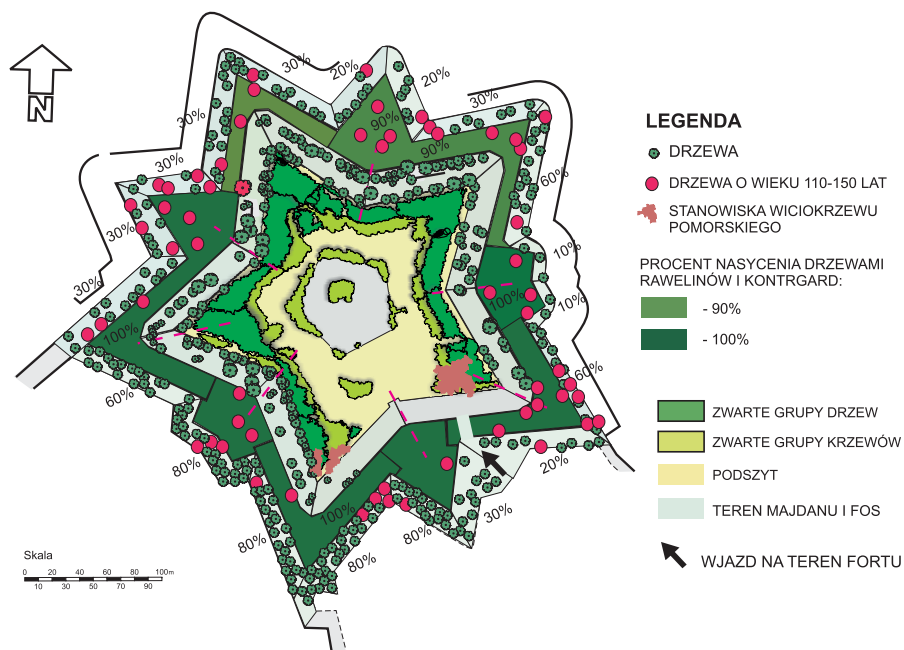 N
30%
20%
20%
30%
30%
90%
90%
30%
60%
30%
10%
30%
100%
10%
100%
60%
60%
80%
20%
100%
30%
80%
80%
80%
LEGENDA
DRZEWA
DRZEWA O WIEKU 110-150 LAT
STANOWISKA WICIOKRZEWU
POMORSKIEGO
PROCENT NASYCENIA DRZEWAMI
RAWELINÓW I KONTRGARD:
- 90%
- 100%
ZWARTE GRUPY DRZEW
ZWARTE GRUPY KRZEWÓW
PODSZYT
TEREN MAJDANU I FOS
WJAZD NA TEREN FORTU
Skala
0 20 40 60 80 100m
10 30 50 70 90